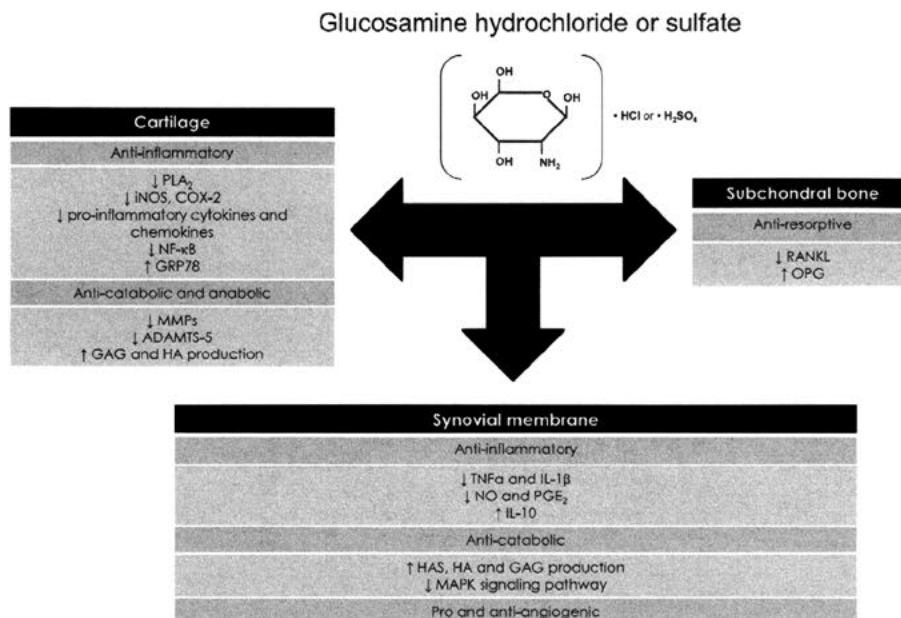 Glucosamine hydrochloride or sulfate
OH
OH
O
OH
OH
OH
NH₂
• HCl or • H₂SO₄
Cartilage
Anti-inflammatory
↓ PLA₂
↓ iNOS, COX-2
↓ pro-inflammatory cytokines and
chemokines
↓ NF-κB
↑ GRP78
Anti-catabolic and anabolic
↓ MMPs
↓ ADAMTS-5
↑ GAG and HA production
Subchondral bone
Anti-resorptive
↓ RANKL
↑ OPG
Synovial membrane
Anti-inflammatory
↓ TNFα and IL-1β
↓ NO and PGE₂
↑ IL-10
Anti-catabolic
↑ HAS, HA and GAG production
↓ MAPK signaling pathway
Pro and anti-angiogenic